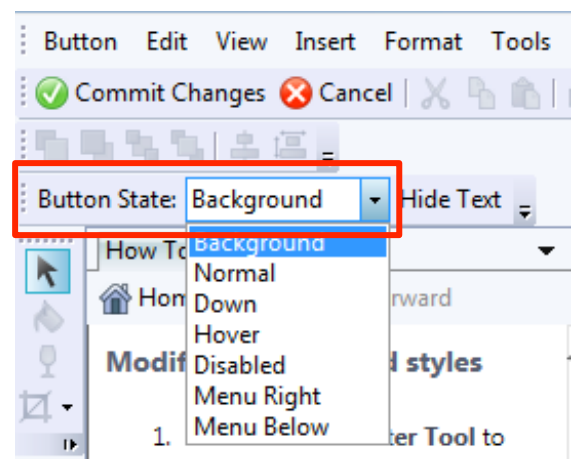 Button Edit View Insert Format Tools
Commit Changes Cancel
Button State: Background Hide Text
How To
Background
Normal
Hom rward
Down
Hover
Modif d styles
Disabled
Menu Right
1. ter Tool to
Menu Below